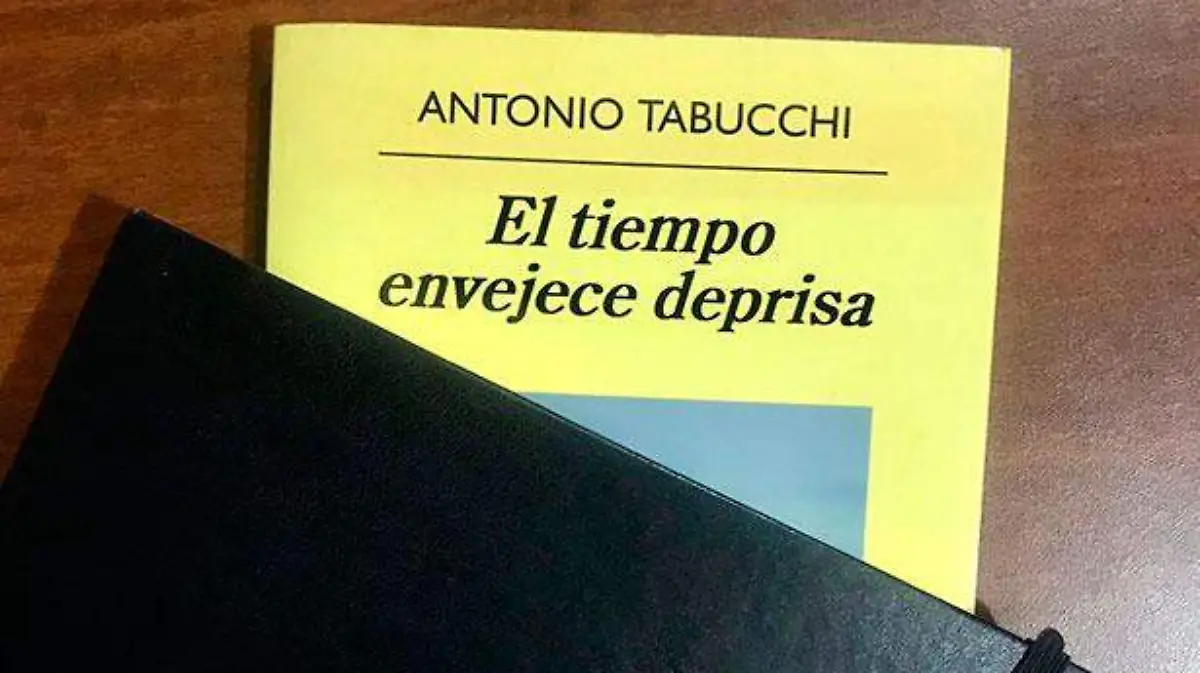 ANTONIO TABUCCHI
El tiempo
envejece deprisa